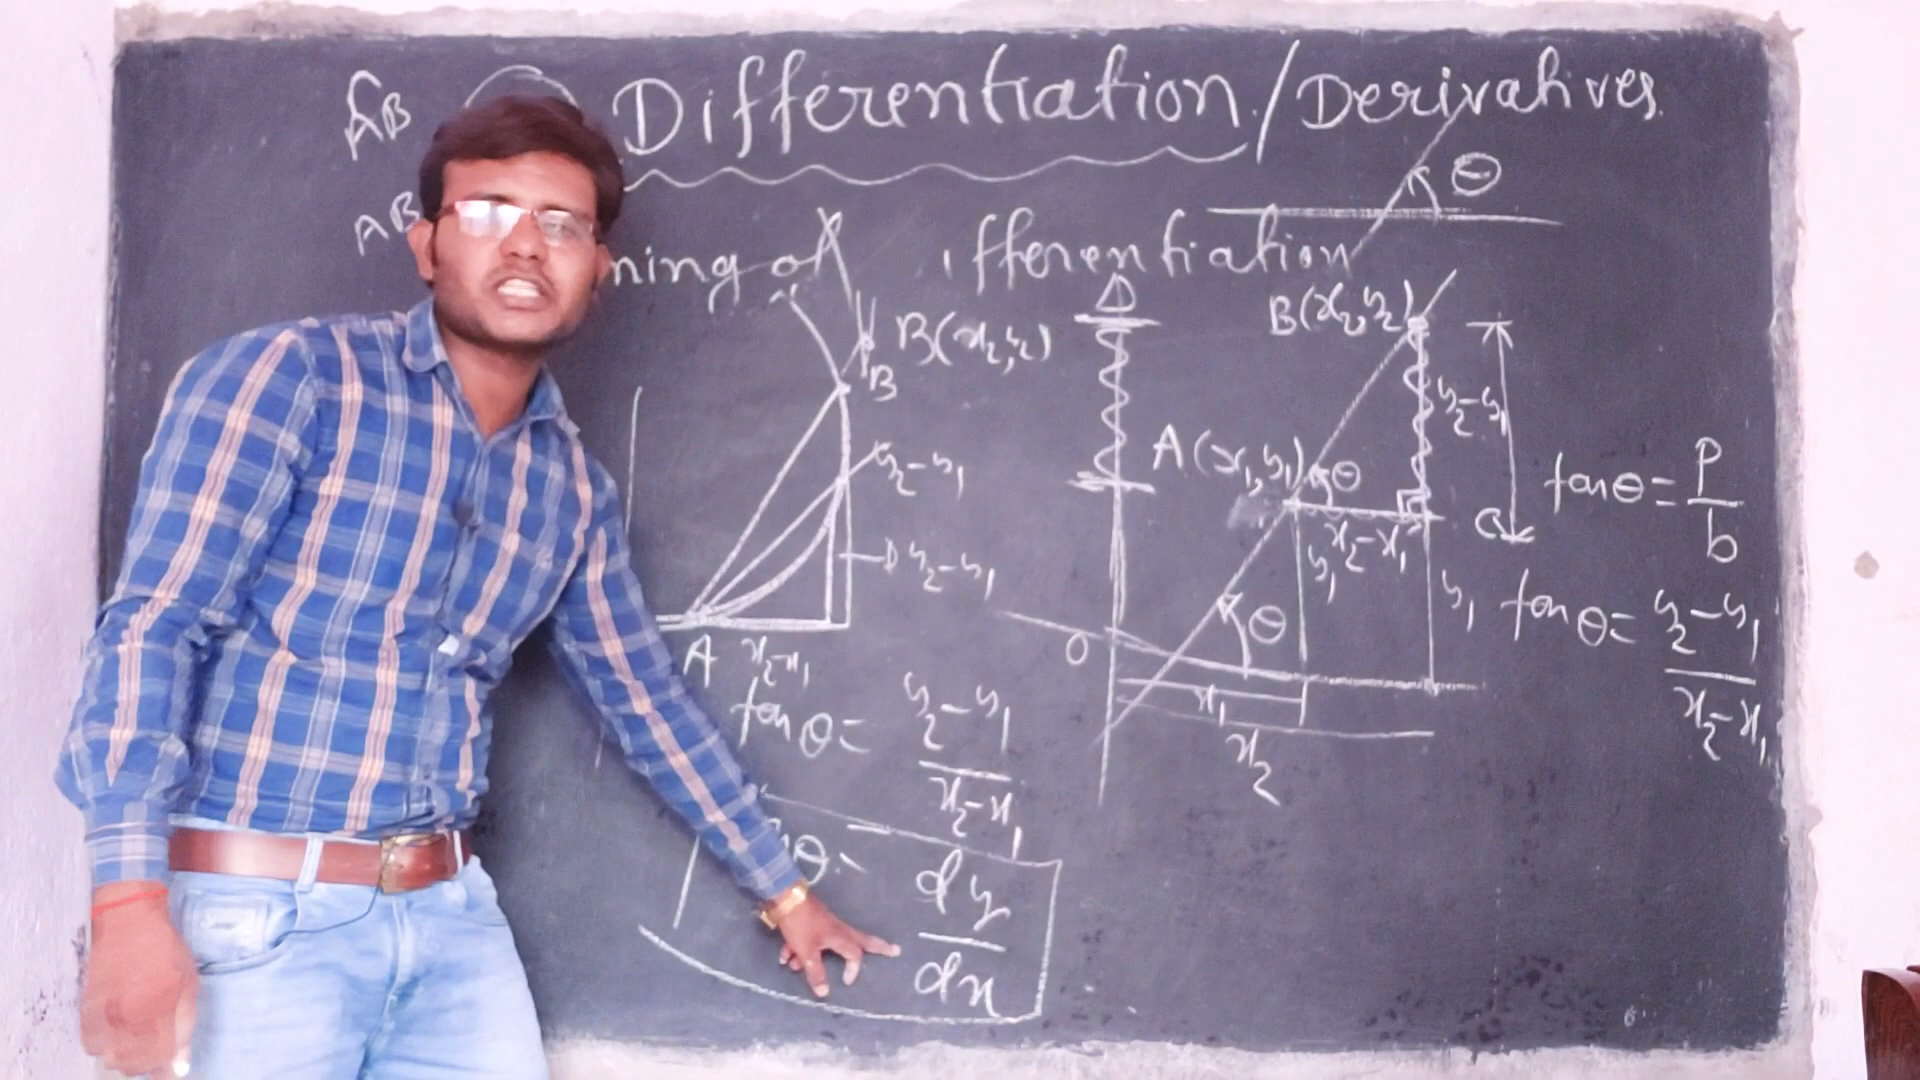 AB Differentiation / Derivatives
AB
θ
ning of ifferentiation
B(x₂, y₂)
B
y₂-y₁
y₂-y₁
A x₂-x₁
tanθ = y₂-y₁ / x₂-x₁
θ = dy / dx
B(x₂, y₂)
y₂-y₁
A(x₁, y₁) θ
x₂-x₁
C
y₁
y₁
θ
O
x₁
x₂
tanθ = P / b
tanθ = y₂-y₁ / x₂-x₁